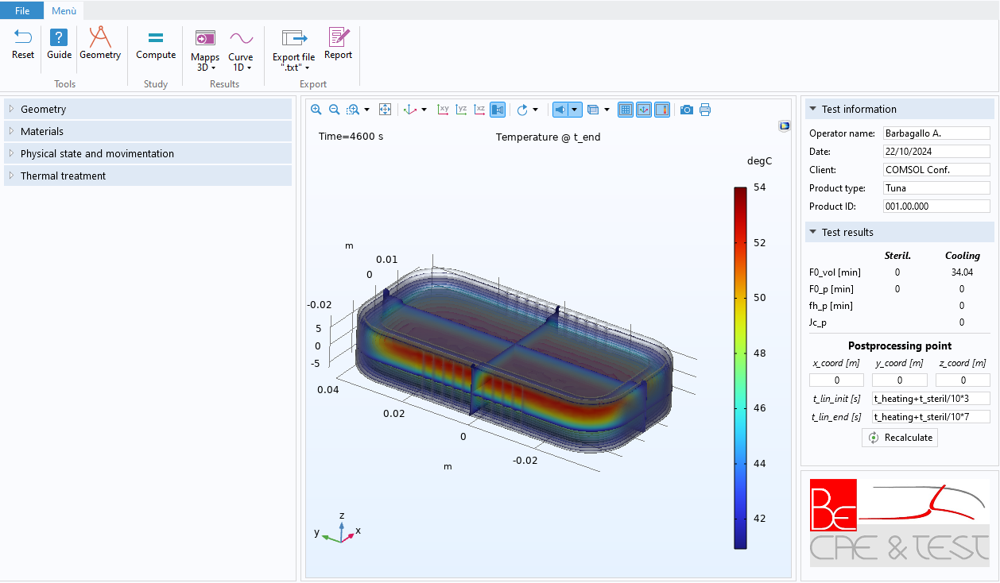 File Menù
Reset Guide Geometry Compute Mapps 3D Curve 1D Export file ".txt" Report
Tools Study Results Export
Geometry
Materials
Physical state and movimentation
Thermal treatment
xy yz xz
Time=4600 s Temperature @ t_end
degC
54
52
50
48
46
44
42
m
0.01
0
-0.02
5
0
-5
0.04
0.02
0
-0.02
m
z
y x
Test information
Operator name: Barbagallo A.
Date: 22/10/2024
Client: COMSOL Conf.
Product type: Tuna
Product ID: 001.00.000
Test results
Steril. Cooling
F0_vol [min] 0 34.04
F0_p [min] 0 0
fh_p [min] 0
Jc_p 0
Postprocessing point
x_coord [m] y_coord [m] z_coord [m]
0 0 0
t_lin_init [s] t_heating+t_steril/10*3
t_lin_end [s] t_heating+t_steril/10*7
Recalculate
BE
CAE & TEST